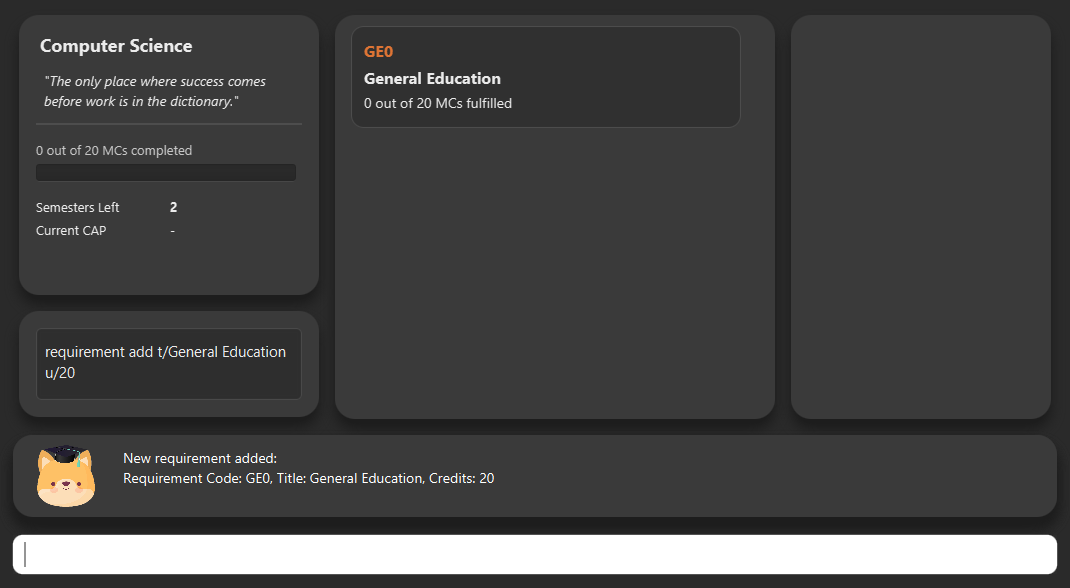 Computer Science
"The only place where success comes
before work is in the dictionary."
0 out of 20 MCs completed
Semesters Left 2
Current CAP -
requirement add t/General Education
u/20
GE0
General Education
0 out of 20 MCs fulfilled
New requirement added:
Requirement Code: GE0, Title: General Education, Credits: 20